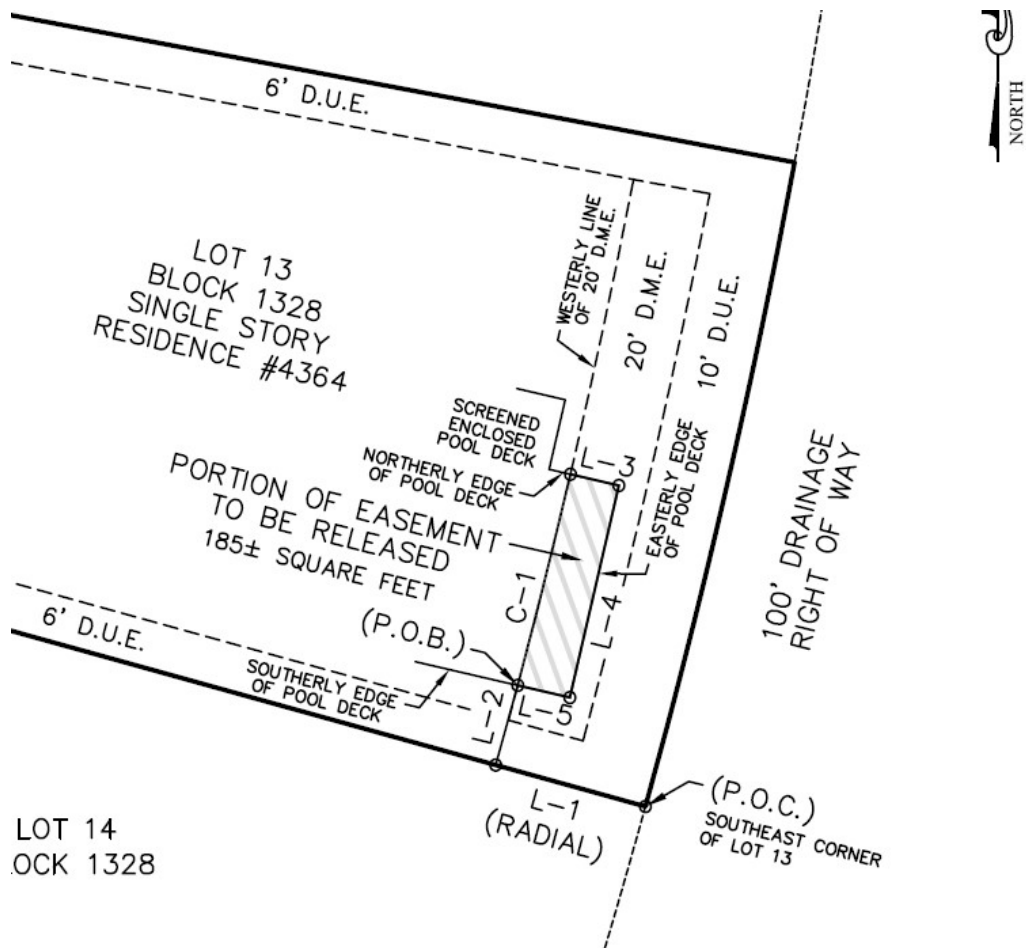 6' D.U.E.
NORTH
LOT 13
BLOCK 1328
SINGLE STORY
RESIDENCE #4364
WESTERLY LINE
OF 20' D.M.E.
20' D.M.E.
10' D.U.E.
SCREENED
ENCLOSED
POOL DECK
NORTHERLY EDGE
OF POOL DECK
L-3
EASTERLY EDGE
OF POOL DECK
100' DRAINAGE
RIGHT OF WAY
PORTION OF EASEMENT
TO BE RELEASED
185± SQUARE FEET
C-1
L-4
(P.O.B.)
6' D.U.E.
SOUTHERLY EDGE
OF POOL DECK
L-2
L-5
L-1
(RADIAL)
(P.O.C.)
SOUTHEAST CORNER
OF LOT 13
LOT 14
LOCK 1328